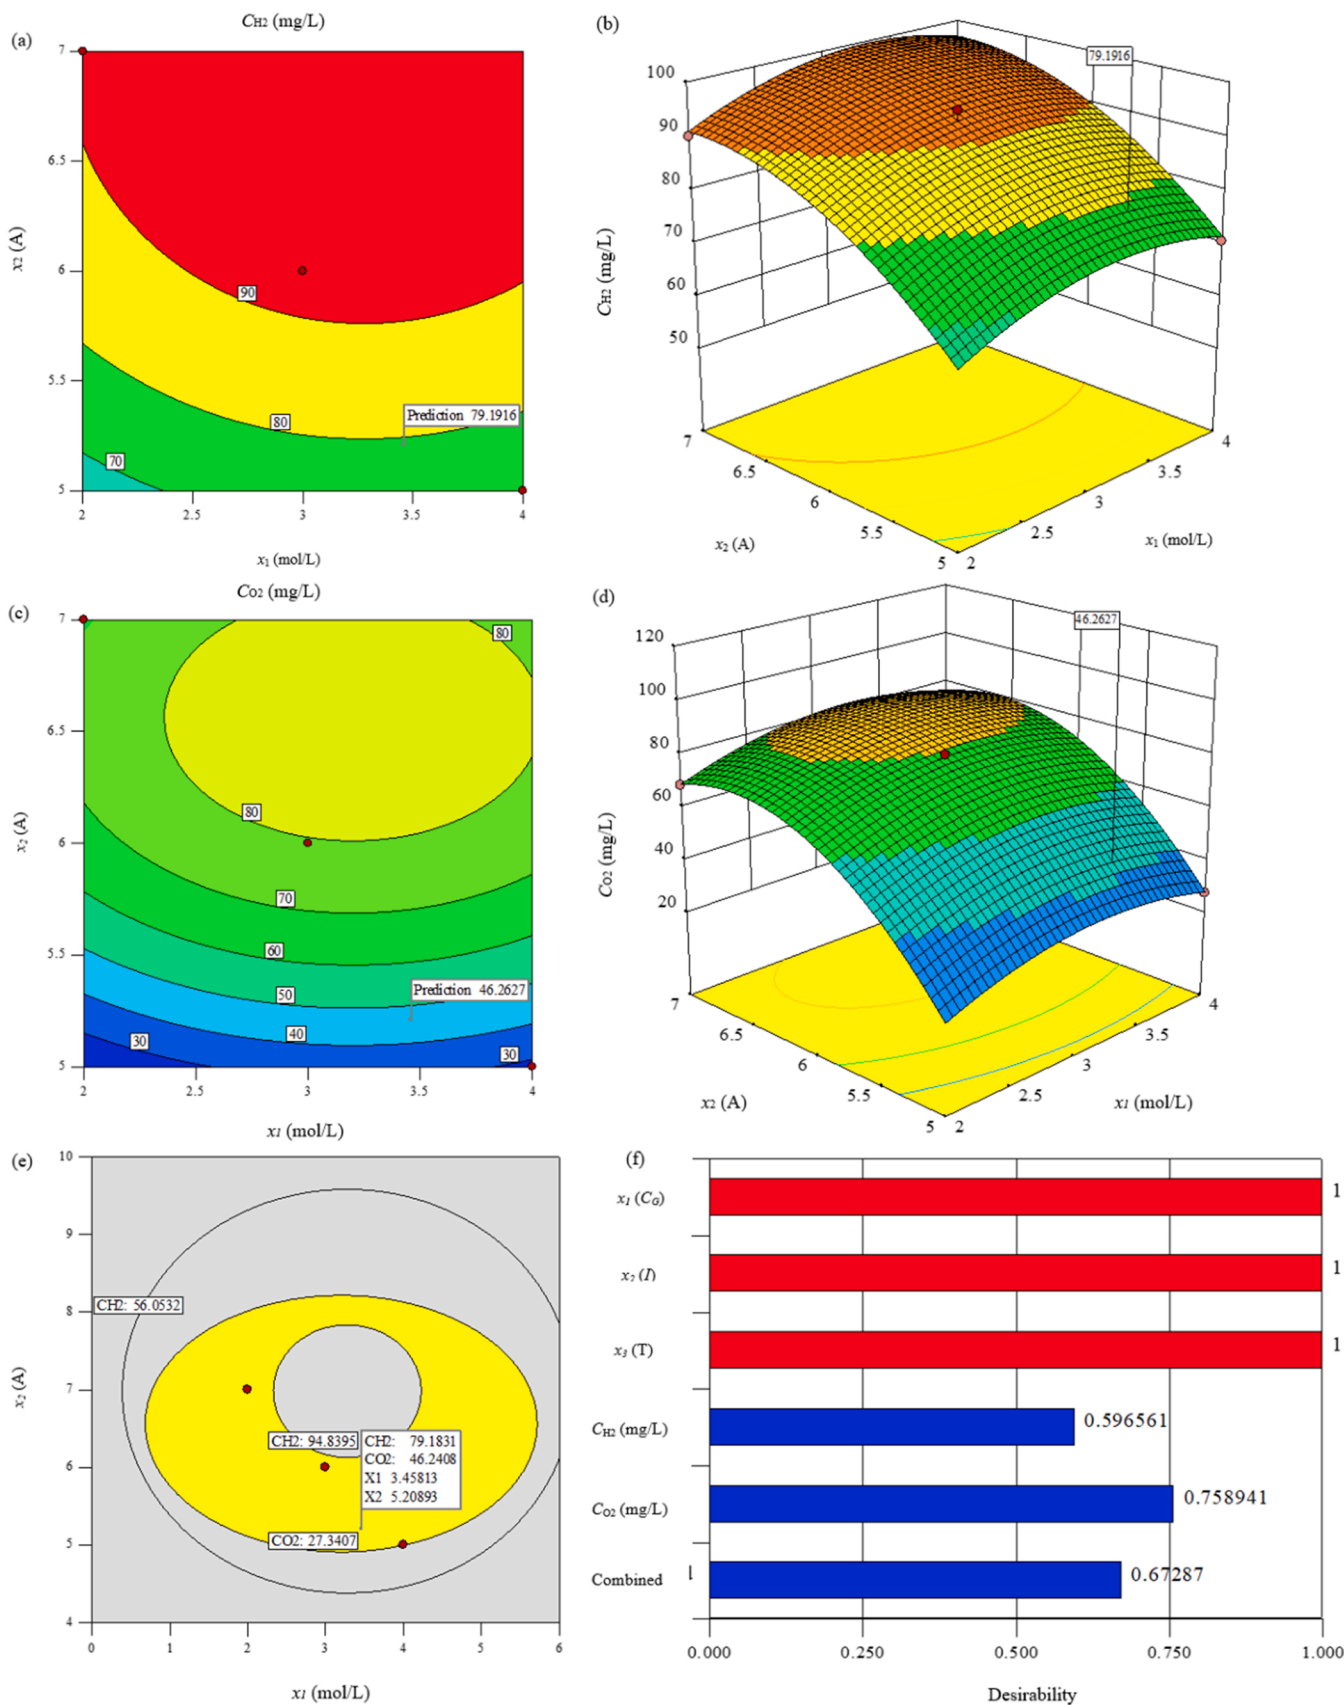 (a)
CH2 (mg/L)
7
6.5
6
5.5
5
x2 (A)
90
80
70
Prediction 79.1916
2
2.5
3
3.5
4
x1 (mol/L)
(b)
79.1916
100
90
80
70
60
50
CH2 (mg/L)
7
6.5
6
5.5
5
x2 (A)
2
2.5
3
3.5
4
x1 (mol/L)
(c)
CO2 (mg/L)
7
6.5
6
5.5
5
x2 (A)
80
80
70
60
50
40
30
30
Prediction 46.2627
2
2.5
3
3.5
4
x1 (mol/L)
(d)
46.2627
120
100
80
60
40
20
CO2 (mg/L)
7
6.5
6
5.5
5
x2 (A)
2
2.5
3
3.5
4
x1 (mol/L)
(e)
10
9
8
7
6
5
4
x2 (A)
CH2: 56.0532
CH2: 94.8395
CH2: 79.1831
CO2: 46.2408
X1 3.45813
X2 5.20893
CO2: 27.3407
0
1
2
3
4
5
6
x1 (mol/L)
(f)
x1 (CG) 1
x2 (I) 1
x3 (T) 1
CH2 (mg/L) 0.596561
CO2 (mg/L) 0.758941
Combined 1 0.67287
0.000
0.250
0.500
0.750
1.000
Desirability